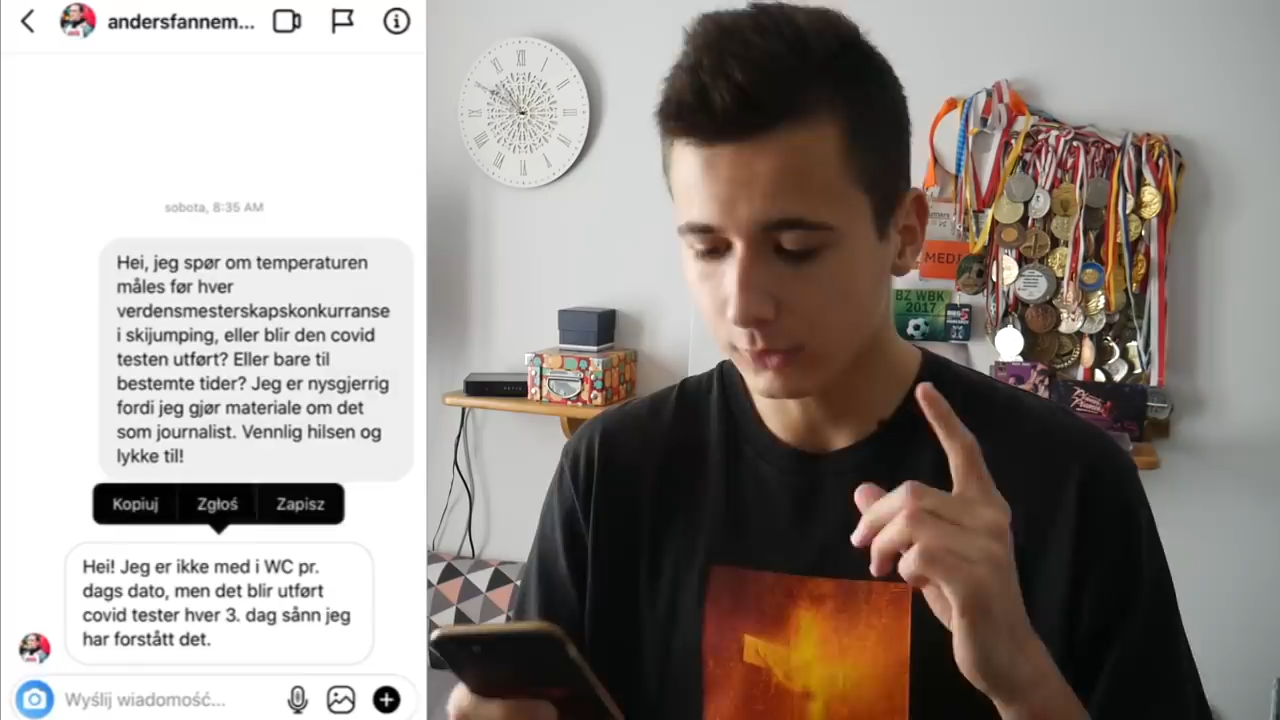 andersfannem...
sobota, 8:35 AM
Hei, jeg spør om temperaturen
måles før hver
verdensmesterskapskonkurranse
i skijumping, eller blir den covid
testen utført? Eller bare til
bestemte tider? Jeg er nysgjerrig
fordi jeg gjør materiale om det
som journalist. Vennlig hilsen og
lykke til!
Kopiuj Zgłoś Zapisz
Hei! Jeg er ikke med i WC pr.
dags dato, men det blir utført
covid tester hver 3. dag sånn jeg
har forstått det.
Wyślij wiadomość...
BZ WBK
2017